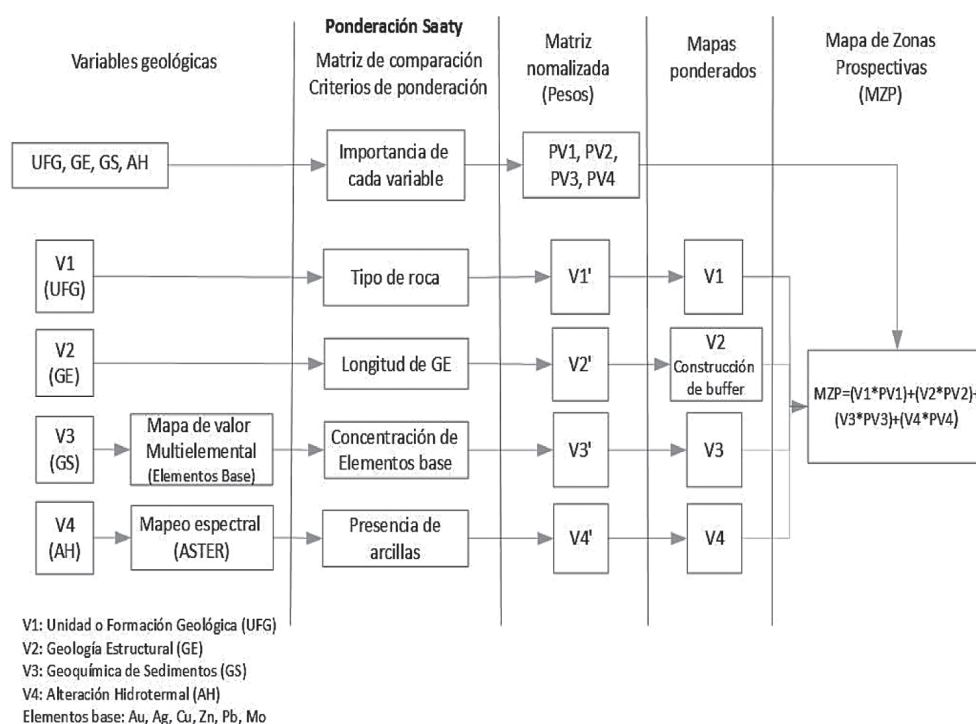 Variables geológicas
Ponderación Saaty
Matriz de comparación
Criterios de ponderación
Matriz
nomalizada
(Pesos)
Mapas
ponderados
Mapa de Zonas
Prospectivas
(MZP)
UFG, GE, GS, AH
Importancia de
cada variable
PV1, PV2,
PV3, PV4
V1
(UFG)
Tipo de roca
V1'
V1
V2
(GE)
Longitud de GE
V2'
V2
Construcción
de buffer
MZP=(V1*PV1)+(V2*PV2)+
(V3*PV3)+(V4*PV4)
V3
(GS)
Mapa de valor
Multielemental
(Elementos Base)
Concentración de
Elementos base
V3'
V3
V4
(AH)
Mapeo espectral
(ASTER)
Presencia de
arcillas
V4'
V4
V1: Unidad o Formación Geológica (UFG)
V2: Geología Estructural (GE)
V3: Geoquímica de Sedimentos (GS)
V4: Alteración Hidrotermal (AH)
Elementos base: Au, Ag, Cu, Zn, Pb, Mo